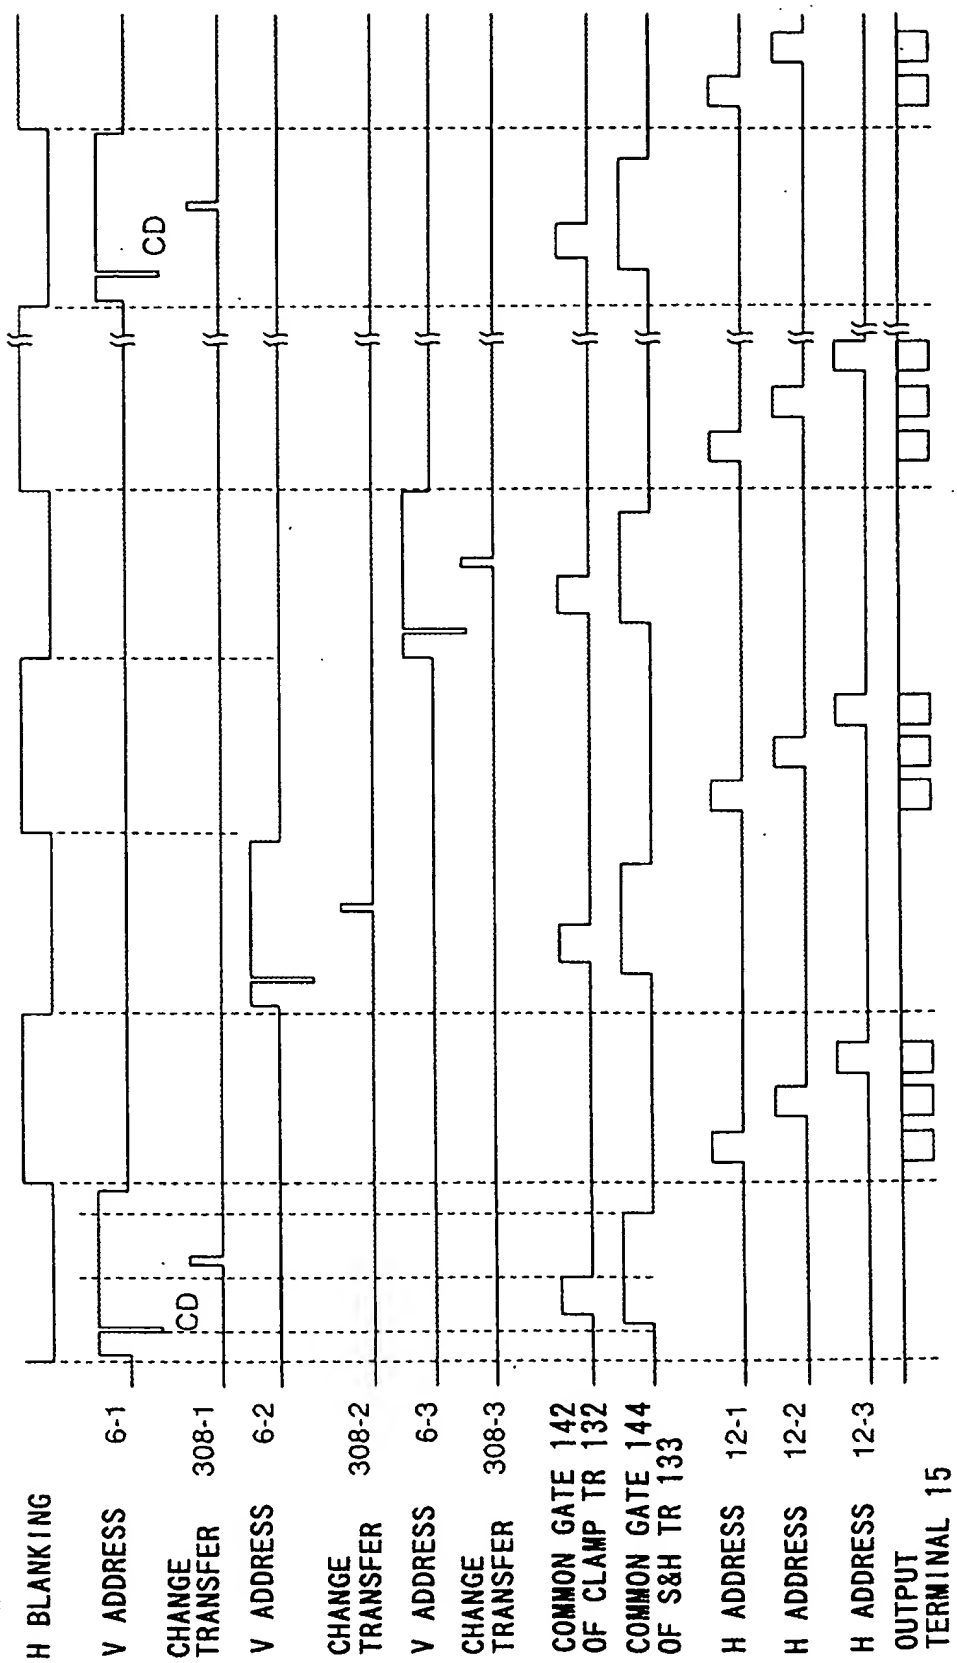 H BLANKING
V ADDRESS 6-1
CHANGE
TRANSFER 308-1
V ADDRESS 6-2
CHANGE
TRANSFER 308-2
V ADDRESS 6-3
CHANGE
TRANSFER 308-3
COMMON GATE 142
OF CLAMP TR 132
COMMON GATE 144
OF S&H TR 133
H ADDRESS 12-1
H ADDRESS 12-2
H ADDRESS 12-3
OUTPUT
TERMINAL 15
CD
CD